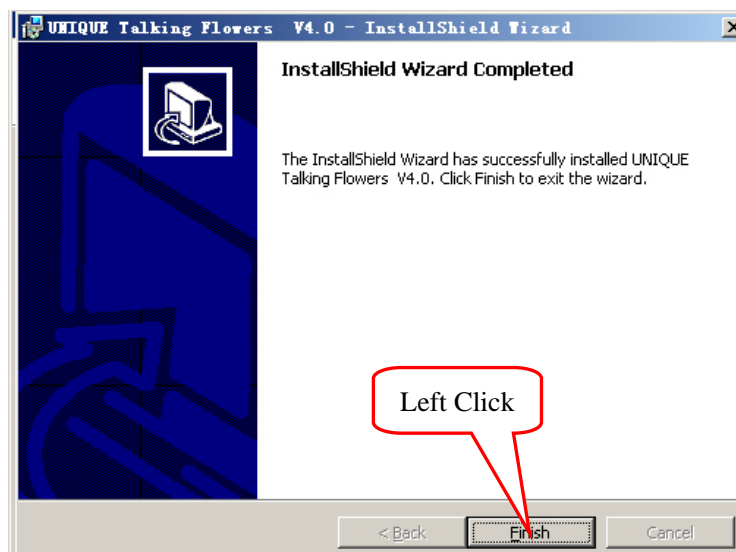 UNIQUE Talking Flowers V4.0 - InstallShield Wizard
InstallShield Wizard Completed
The InstallShield Wizard has successfully installed UNIQUE
Talking Flowers V4.0. Click Finish to exit the wizard.
Left Click
< Back
Finish
Cancel